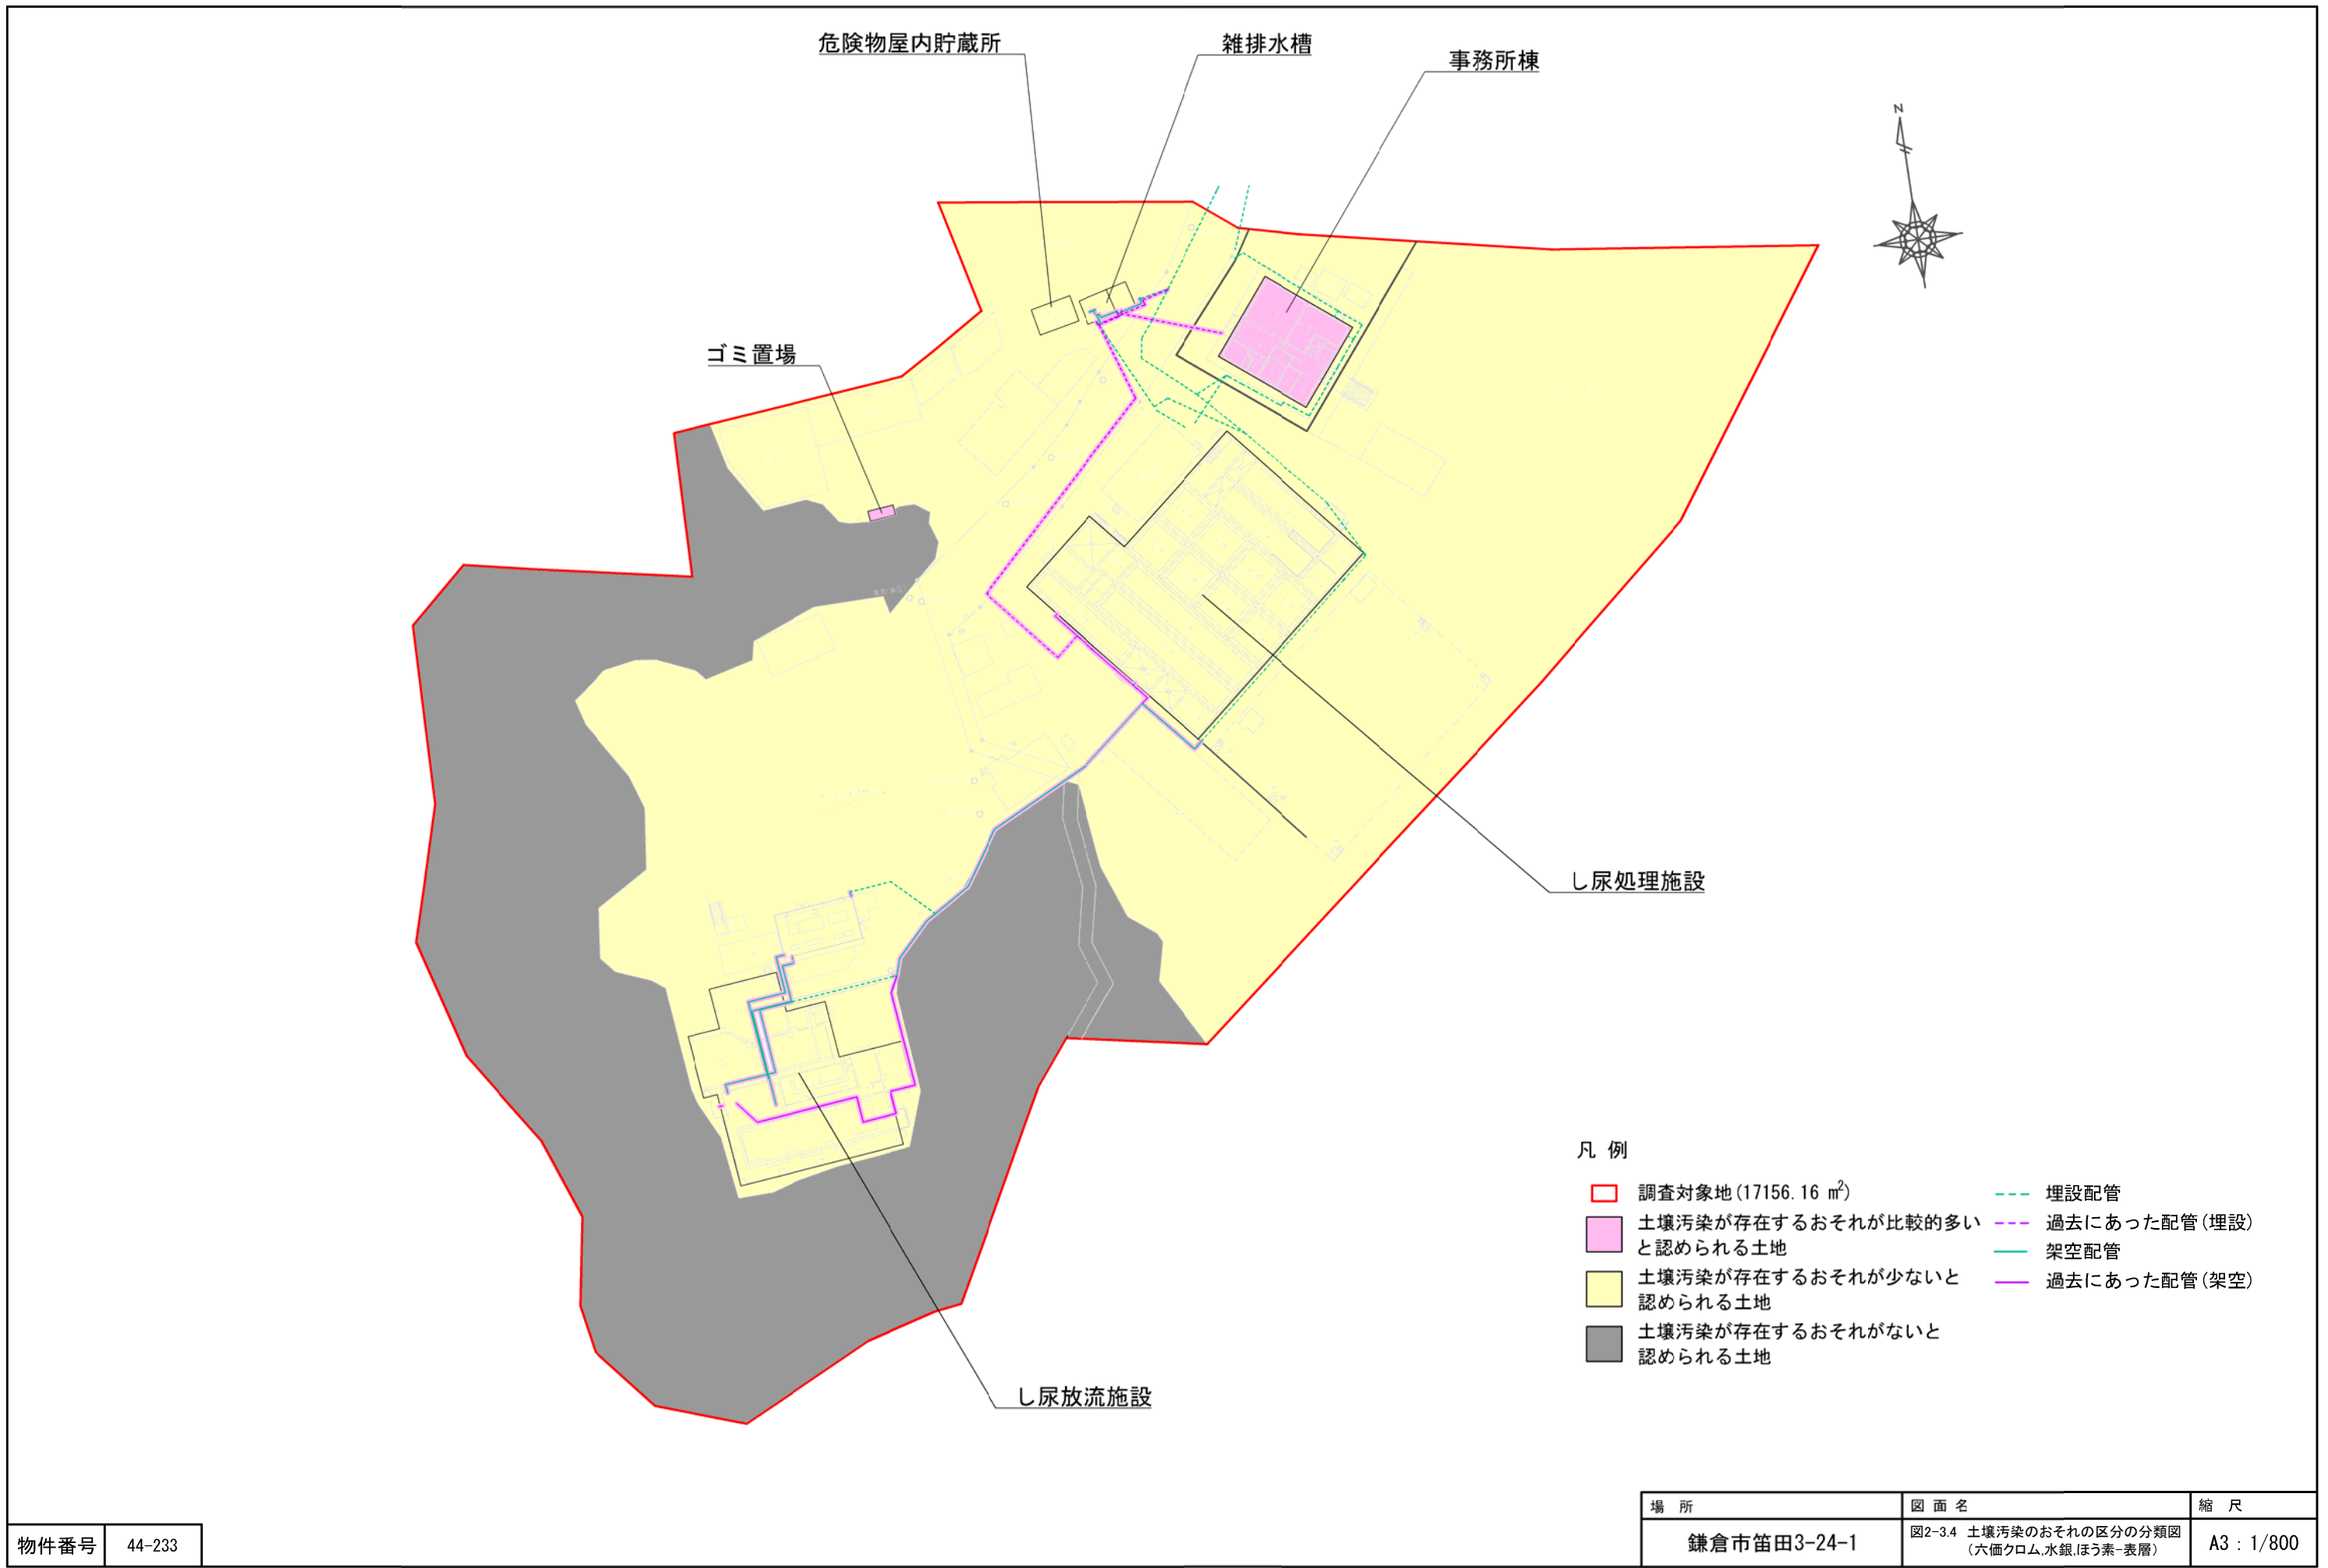 危険物屋内貯蔵所
雑排水槽
事務所棟
N
ゴミ置場
し尿処理施設
し尿放流施設
凡 例
調査対象地(17156.16 ㎡)
土壌汚染が存在するおそれが比較的多い
と認められる土地
土壌汚染が存在するおそれが少ないと
認められる土地
土壌汚染が存在するおそれがないと
認められる土地
埋設配管
過去にあった配管(埋設)
架空配管
過去にあった配管(架空)
場 所
図 面 名
縮 尺
鎌倉市笛田3-24-1
図2-3.4 土壌汚染のおそれの区分の分類図
(六価クロム,水銀,ほう素-表層)
A3 : 1/800
物件番号
44-233